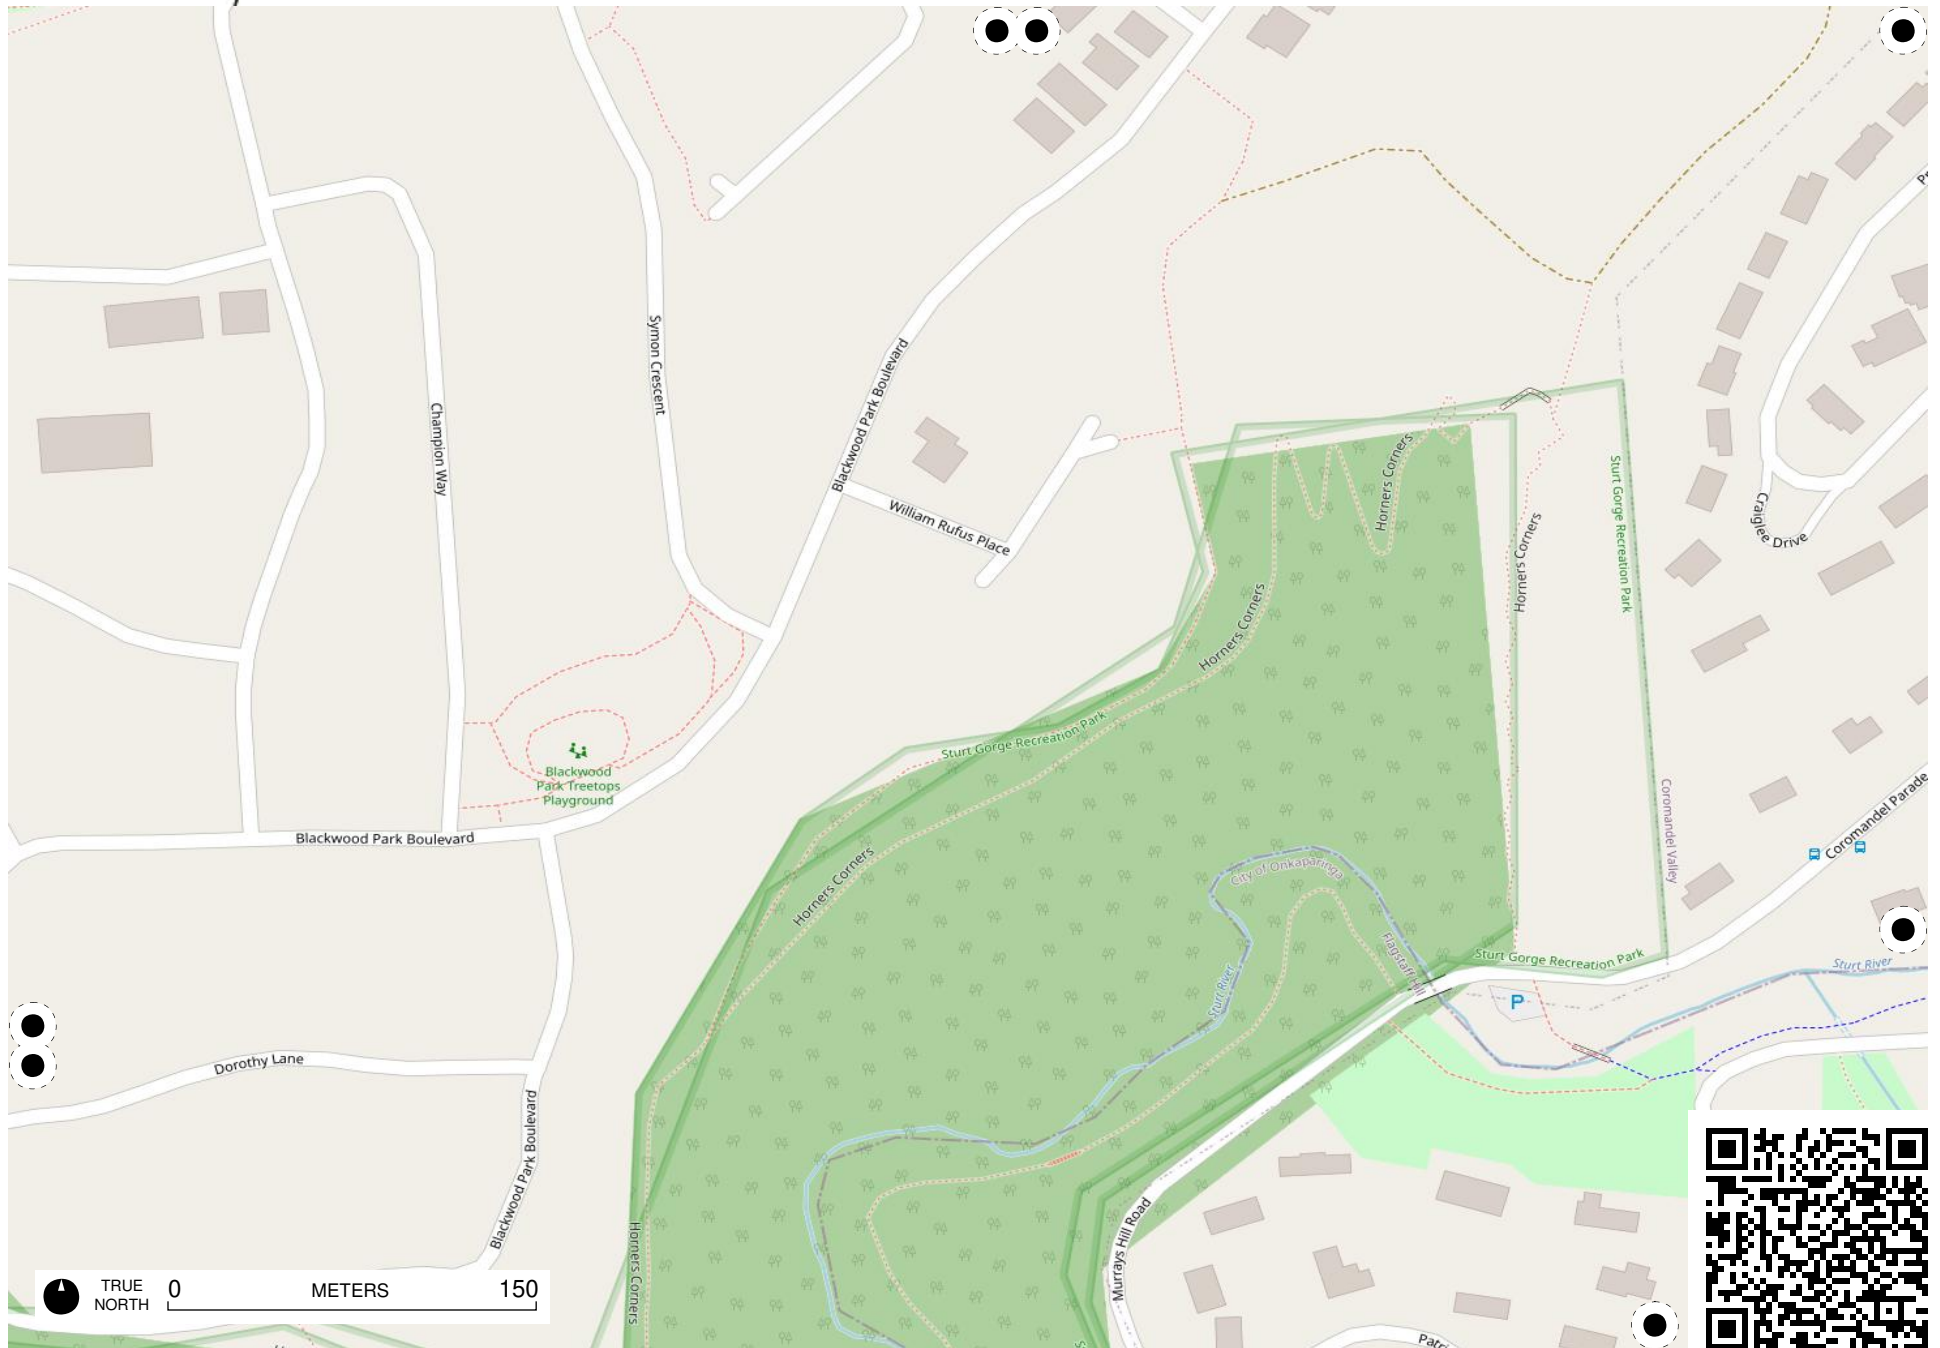 Symon Crescent
Blackwood Park Boulevard
Champion Way
William Rufus Place
Horners Corners
Horners Corners
Horners Corners
Sturt Gorge Recreation Park
Craiglee Drive
Sturt Gorge Recreation Park
Blackwood
Park Treetops
Playground
Blackwood Park Boulevard
Horners Corners
City of Onkaparinga
Coromandel Valley
Coromandel Parade
Flagstaff Hill
Sturt Gorge Recreation Park
Sturt River
Sturt River
P
Dorothy Lane
Blackwood Park Boulevard
Horners Corners
Murrays Hill Road
TRUE
NORTH
0 METERS 150